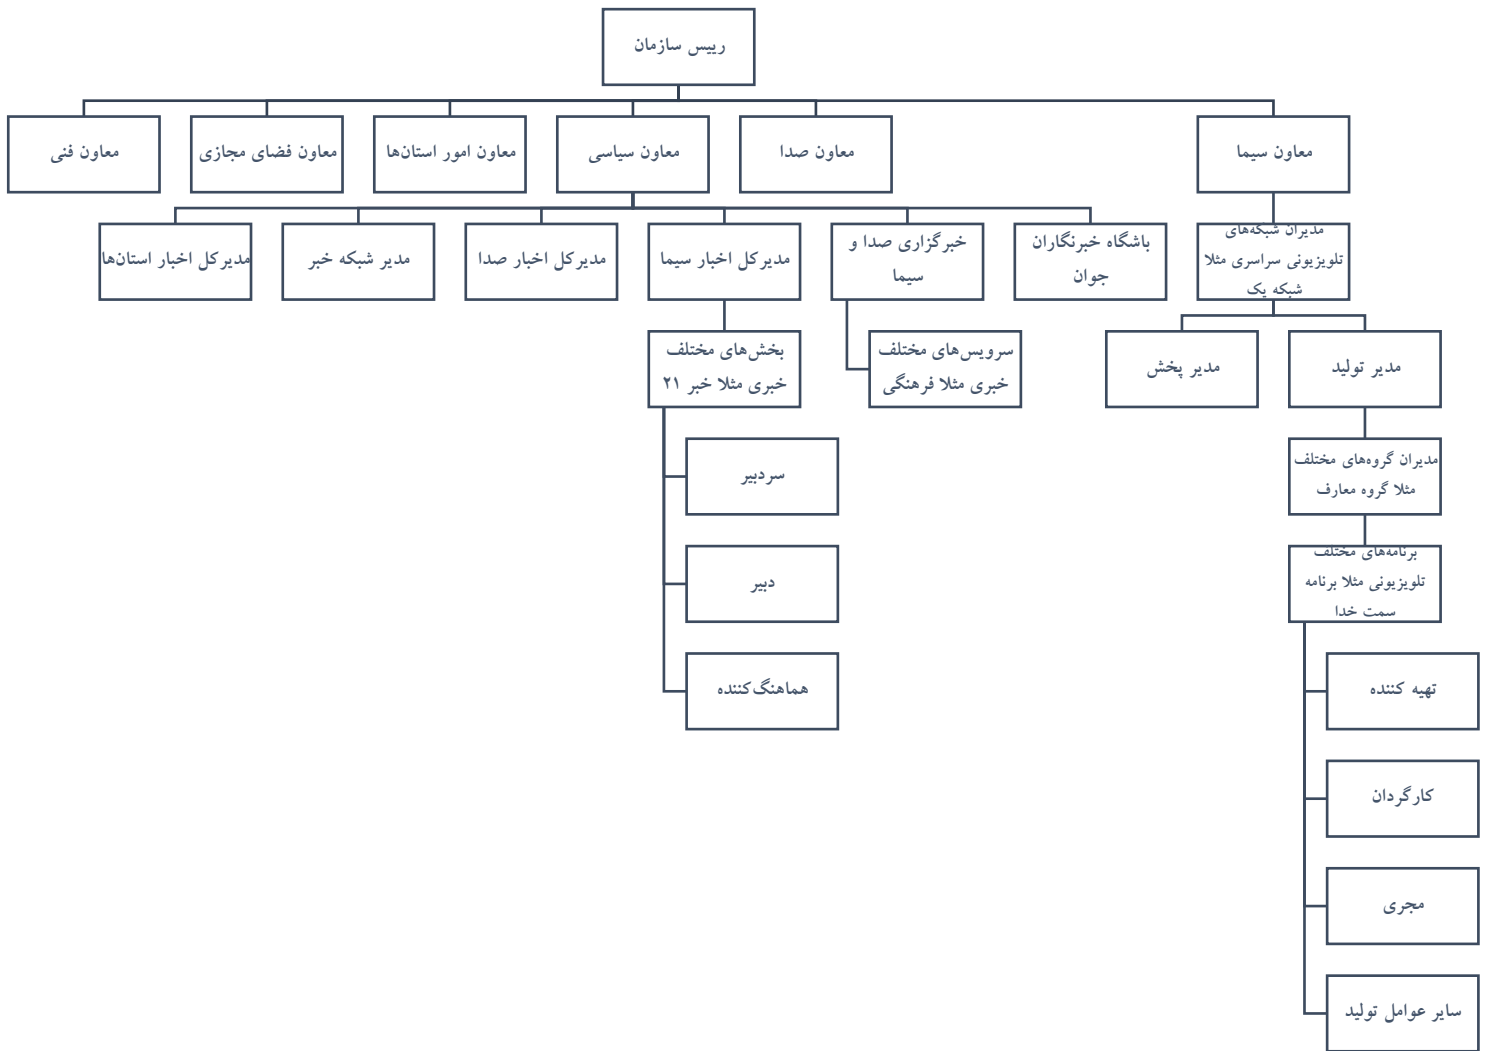 رییس سازمان
معاون سیما
معاون صدا
معاون سیاسی
معاون امور استان‌ها
معاون فضای مجازی
معاون فنی
مدیران شبکه‌های
تلویزیونی سراسری مثلا
شبکه یک
باشگاه خبرنگاران
جوان
خبرگزاری صدا و
سیما
مدیرکل اخبار سیما
مدیرکل اخبار صدا
مدیر شبکه خبر
مدیرکل اخبار استان‌ها
مدیر تولید
مدیر پخش
سرویس‌های مختلف
خبری مثلا فرهنگی
بخش‌های مختلف
خبری مثلا خبر ۲۱
مدیران گروه‌های مختلف
مثلا گروه معارف
سردبیر
برنامه‌های مختلف
تلویزیونی مثلا برنامه
سمت خدا
دبیر
تهیه کننده
هماهنگ‌کننده
کارگردان
مجری
سایر عوامل تولید